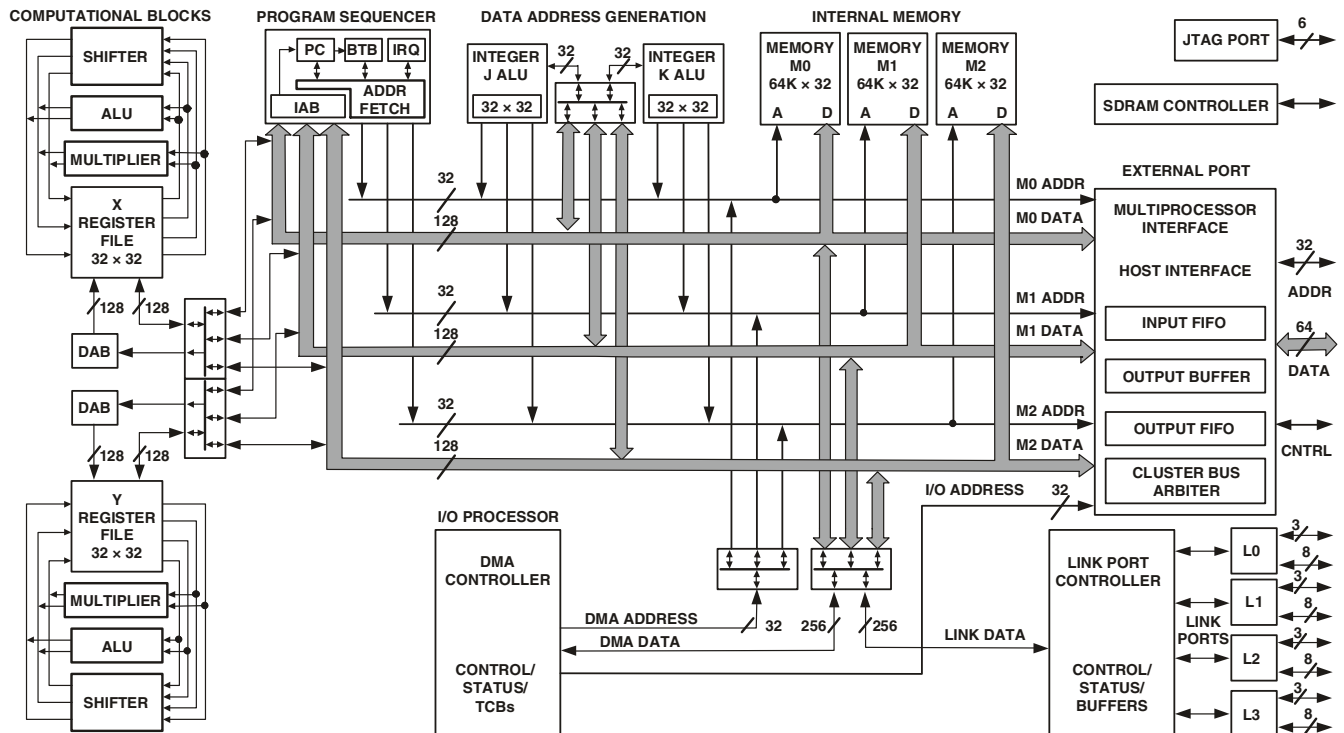 COMPUTATIONAL BLOCKS
SHIFTER
ALU
MULTIPLIER
X
REGISTER
FILE
32 × 32
128
128
DAB
DAB
128
128
Y
REGISTER
FILE
32 × 32
MULTIPLIER
ALU
SHIFTER
PROGRAM SEQUENCER
PC
BTB
IRQ
ADDR
FETCH
IAB
DATA ADDRESS GENERATION
INTEGER
J ALU
32 × 32
32
32
INTEGER
K ALU
32 × 32
INTERNAL MEMORY
MEMORY
M0
64K × 32
A D
MEMORY
M1
64K × 32
A D
MEMORY
M2
64K × 32
A D
6
JTAG PORT
SDRAM CONTROLLER
32
128
32
128
32
128
M0 ADDR
M0 DATA
M1 ADDR
M1 DATA
M2 ADDR
M2 DATA
I/O ADDRESS
32
EXTERNAL PORT
MULTIPROCESSOR
INTERFACE
HOST INTERFACE
INPUT FIFO
OUTPUT BUFFER
OUTPUT FIFO
CLUSTER BUS
ARBITER
32
ADDR
64
DATA
CNTRL
I/O PROCESSOR
DMA
CONTROLLER
CONTROL/
STATUS/
TCBs
DMA ADDRESS
32
DMA DATA
256
256
LINK DATA
LINK PORT
CONTROLLER
CONTROL/
STATUS/
BUFFERS
LINK
PORTS
L0
3
8
L1
3
8
L2
3
8
L3
3
8